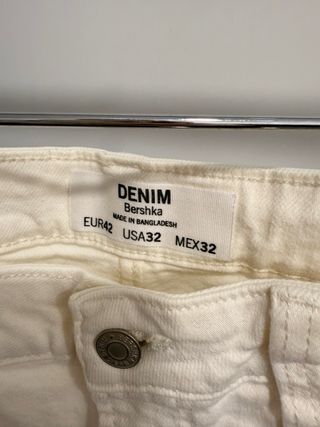 DENIM
Bershka
MADE IN BANGLADESH
EUR42 USA32 MEX32